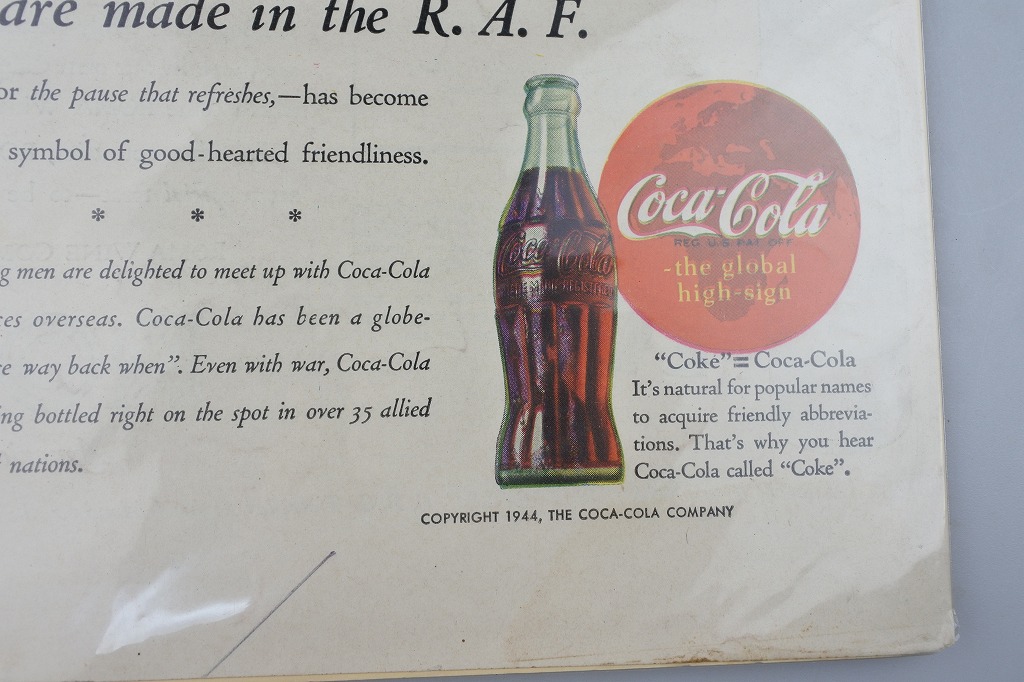 are made in the R. A. F.
or the pause that refreshes,—has become
symbol of good-hearted friendliness.
* * *
g men are delighted to meet up with Coca-Cola
ces overseas. Coca-Cola has been a globe-
re way back when”. Even with war, Coca-Cola
ng bottled right on the spot in over 35 allied
nations.
Coca-Cola
Coca-Cola
REG. U.S. PAT. OFF.
-the global
high-sign
“Coke”= Coca-Cola
It's natural for popular names
to acquire friendly abbrevia-
tions. That's why you hear
Coca-Cola called “Coke”.
COPYRIGHT 1944, THE COCA-COLA COMPANY